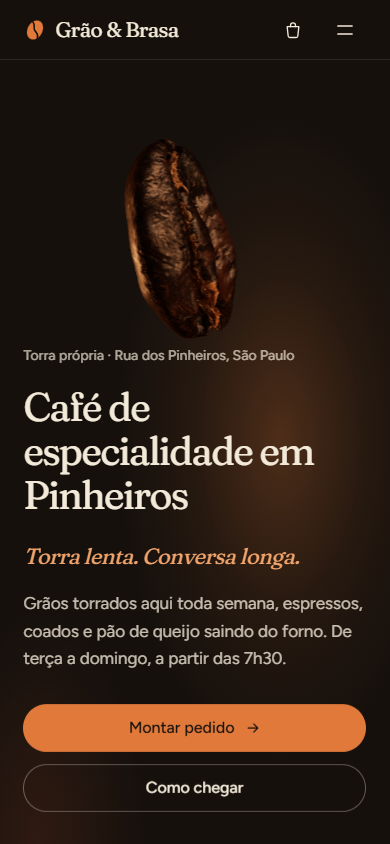 Grão & Brasa
Torra própria · Rua dos Pinheiros, São Paulo
Café de
especialidade em
Pinheiros
Torra lenta. Conversa longa.
Grãos torrados aqui toda semana, espressos,
coados e pão de queijo saindo do forno. De
terça a domingo, a partir das 7h30.
Montar pedido →
Como chegar